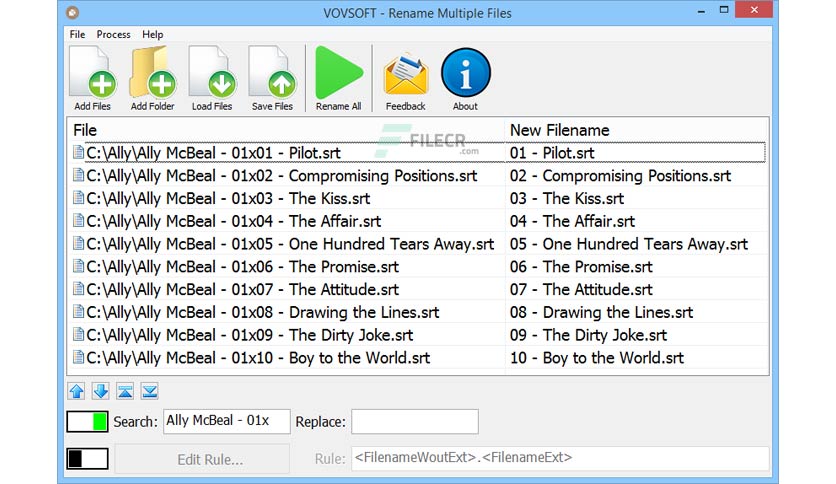 VOVSOFT - Rename Multiple Files
File Process Help
Add Files Add Folder Load Files Save Files Rename All Feedback About
File New Filename
FILECR
.com
C:\Ally\Ally McBeal - 01x01 - Pilot.srt 01 - Pilot.srt
C:\Ally\Ally McBeal - 01x02 - Compromising Positions.srt 02 - Compromising Positions.srt
C:\Ally\Ally McBeal - 01x03 - The Kiss.srt 03 - The Kiss.srt
C:\Ally\Ally McBeal - 01x04 - The Affair.srt 04 - The Affair.srt
C:\Ally\Ally McBeal - 01x05 - One Hundred Tears Away.srt 05 - One Hundred Tears Away.srt
C:\Ally\Ally McBeal - 01x06 - The Promise.srt 06 - The Promise.srt
C:\Ally\Ally McBeal - 01x07 - The Attitude.srt 07 - The Attitude.srt
C:\Ally\Ally McBeal - 01x08 - Drawing the Lines.srt 08 - Drawing the Lines.srt
C:\Ally\Ally McBeal - 01x09 - The Dirty Joke.srt 09 - The Dirty Joke.srt
C:\Ally\Ally McBeal - 01x10 - Boy to the World.srt 10 - Boy to the World.srt
Search: Ally McBeal - 01x Replace:
Edit Rule... Rule: <FilenameWoutExt>.<FilenameExt>